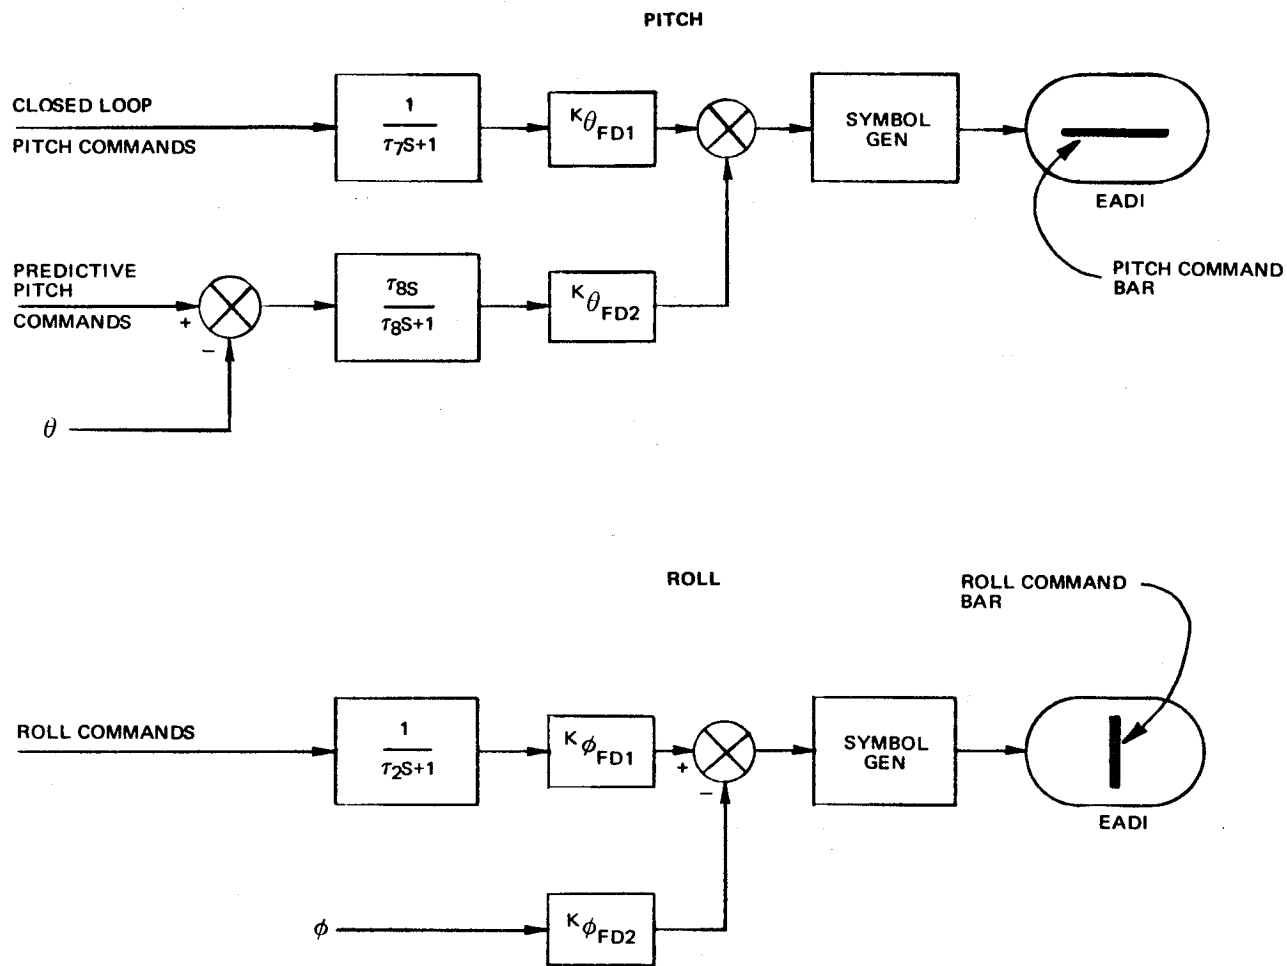 PITCH
CLOSED LOOP
PITCH COMMANDS
1
τ7S+1
KθFD1
SYMBOL
GEN
EADI
PITCH COMMAND
BAR
PREDICTIVE
PITCH
COMMANDS
+
−
τ8S
τ8S+1
KθFD2
θ
ROLL
ROLL COMMAND
BAR
ROLL COMMANDS
1
τ2S+1
KϕFD1
+
−
SYMBOL
GEN
EADI
ϕ
KϕFD2